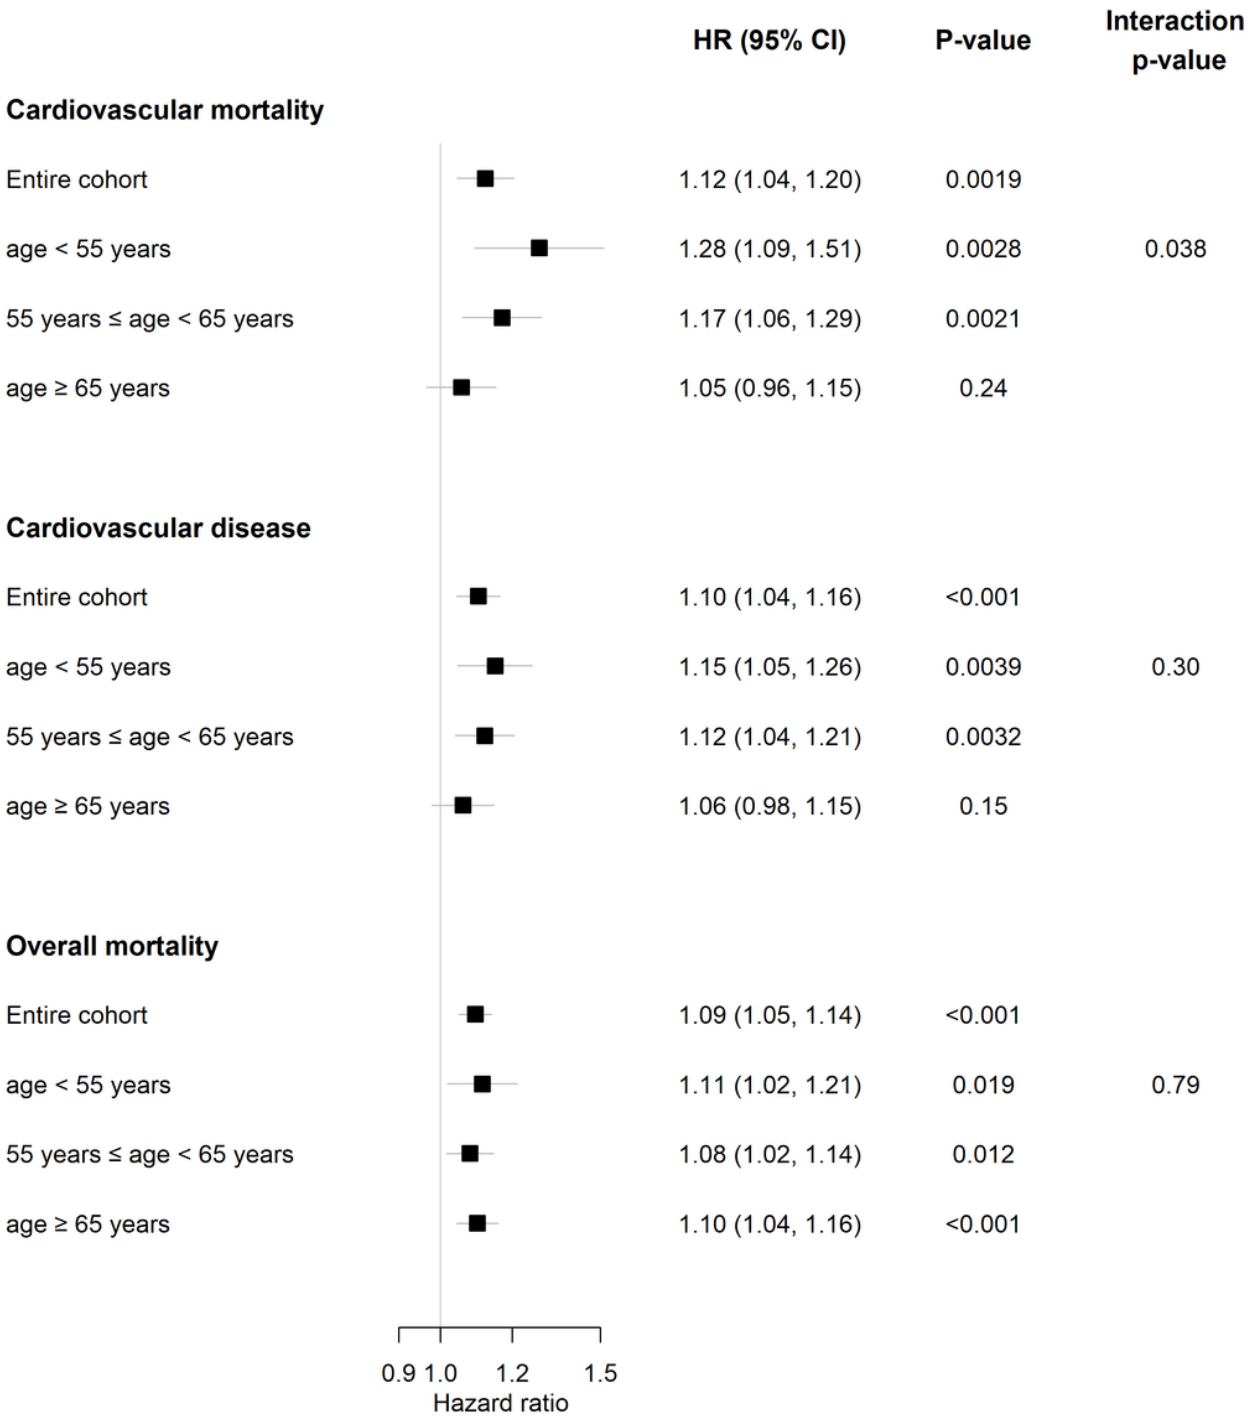 HR (95% CI) P-value Interaction
p-value
Cardiovascular mortality
Entire cohort 1.12 (1.04, 1.20) 0.0019
age < 55 years 1.28 (1.09, 1.51) 0.0028 0.038
55 years ≤ age < 65 years 1.17 (1.06, 1.29) 0.0021
age ≥ 65 years 1.05 (0.96, 1.15) 0.24
Cardiovascular disease
Entire cohort 1.10 (1.04, 1.16) <0.001
age < 55 years 1.15 (1.05, 1.26) 0.0039 0.30
55 years ≤ age < 65 years 1.12 (1.04, 1.21) 0.0032
age ≥ 65 years 1.06 (0.98, 1.15) 0.15
Overall mortality
Entire cohort 1.09 (1.05, 1.14) <0.001
age < 55 years 1.11 (1.02, 1.21) 0.019 0.79
55 years ≤ age < 65 years 1.08 (1.02, 1.14) 0.012
age ≥ 65 years 1.10 (1.04, 1.16) <0.001
0.9 1.0 1.2 1.5
Hazard ratio